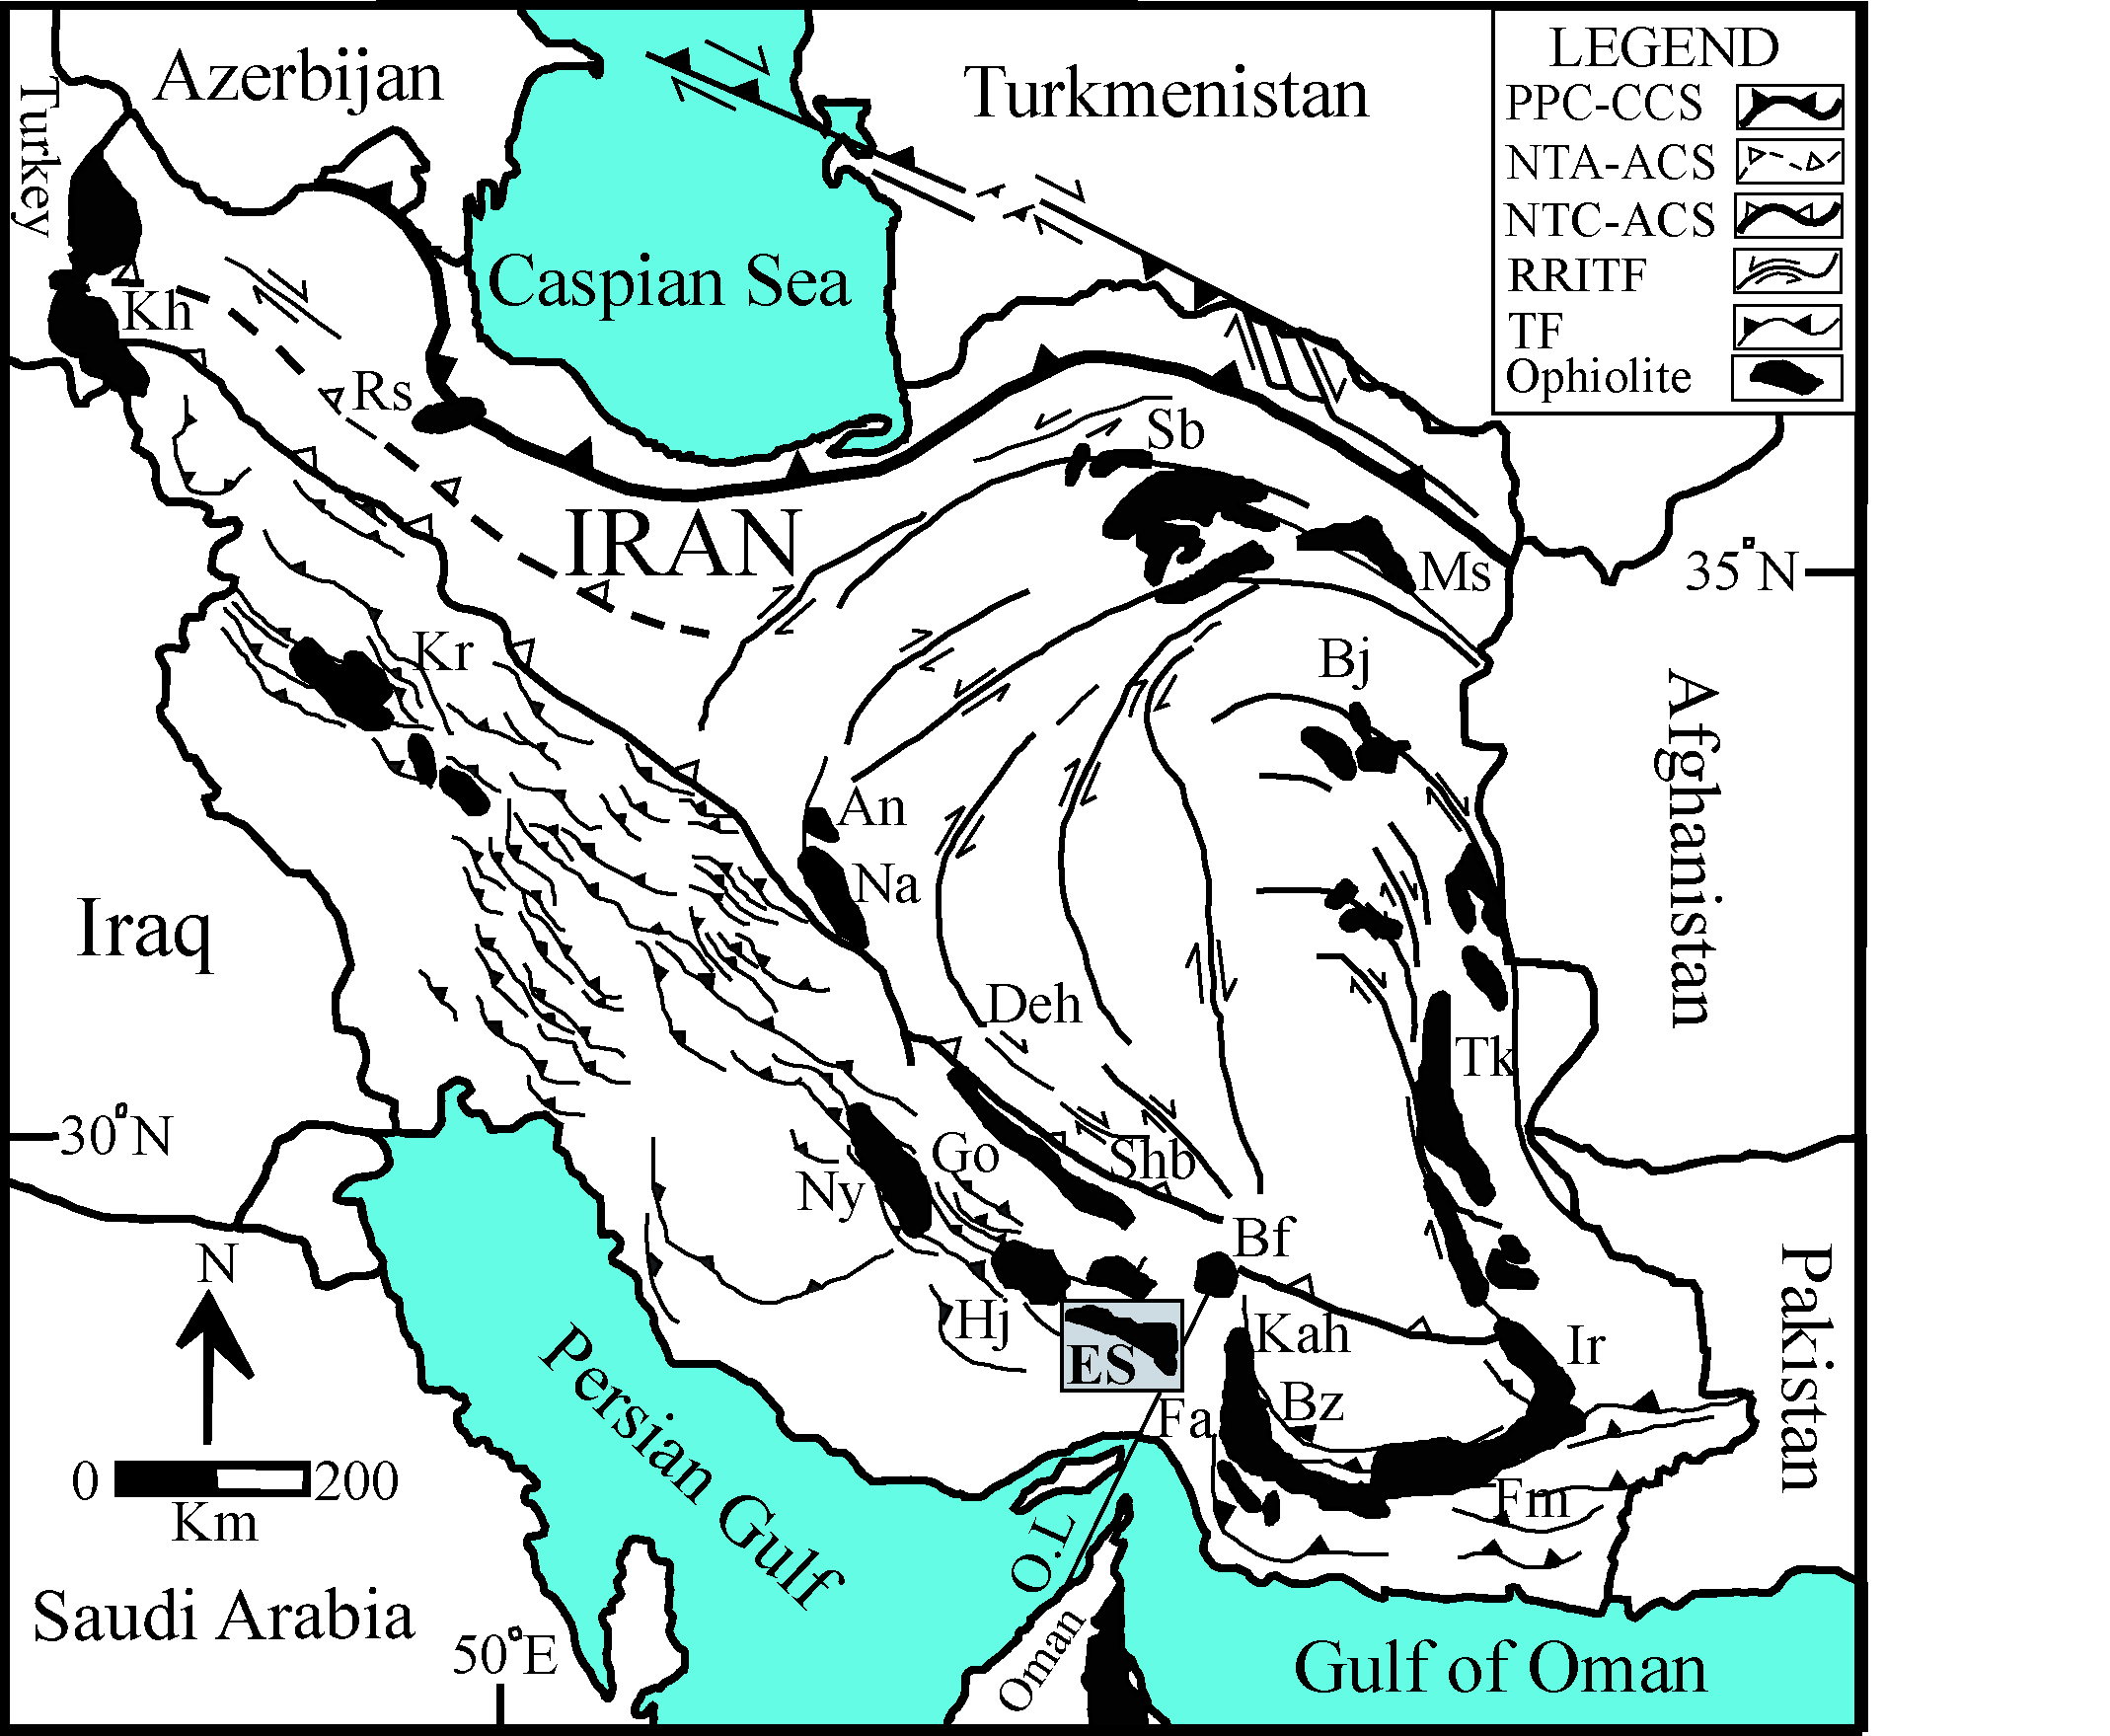 Azerbijan
Turkmenistan
Turkey
Caspian Sea
LEGEND
PPC-CCS
NTA-ACS
NTC-ACS
RRITF
TF
Ophiolite
Kh
Rs
Sb
IRAN
Ms
35°N
Kr
Bj
Afghanistan
An
Na
Iraq
Deh
Tk
30°N
Go
Shb
Ny
Bf
N
Hj
Kah
Ir
ES
Bz
Fa
Pakistan
Persian Gulf
0 200
Km
Fm
O.L
Saudi Arabia
50°E
Oman
Gulf of Oman